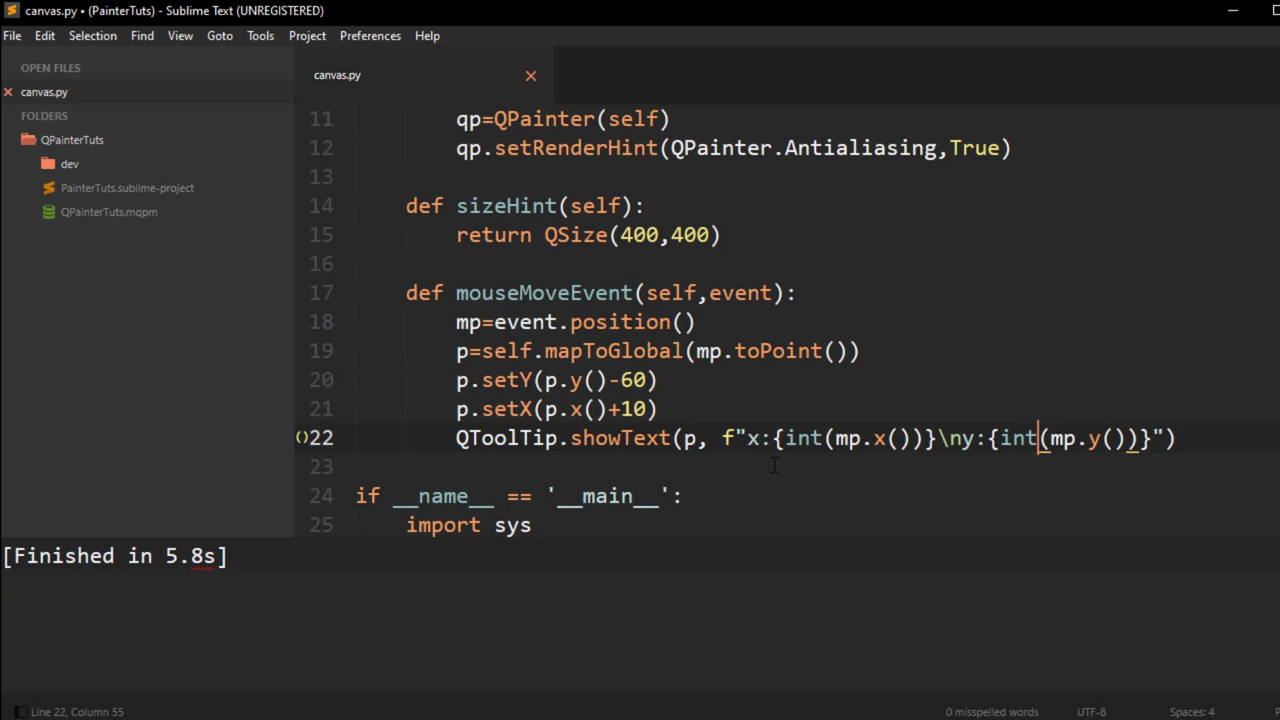 canvas.py • (PainterTuts) - Sublime Text (UNREGISTERED)
File Edit Selection Find View Goto Tools Project Preferences Help
OPEN FILES
canvas.py
FOLDERS
QPainterTuts
dev
PainterTuts.sublime-project
QPainterTuts.mqpm
canvas.py
11 qp=QPainter(self)
12 qp.setRenderHint(QPainter.Antialiasing,True)
13
14 def sizeHint(self):
15 return QSize(400,400)
16
17 def mouseMoveEvent(self,event):
18 mp=event.position()
19 p=self.mapToGlobal(mp.toPoint())
20 p.setY(p.y()-60)
21 p.setX(p.x()+10)
22 QToolTip.showText(p, f"x:{int(mp.x())}\ny:{int(mp.y())}")
23
24 if __name__ == '__main__':
25 import sys
[Finished in 5.8s]
Line 22, Column 55 0 misspelled words UTF-8 Spaces: 4